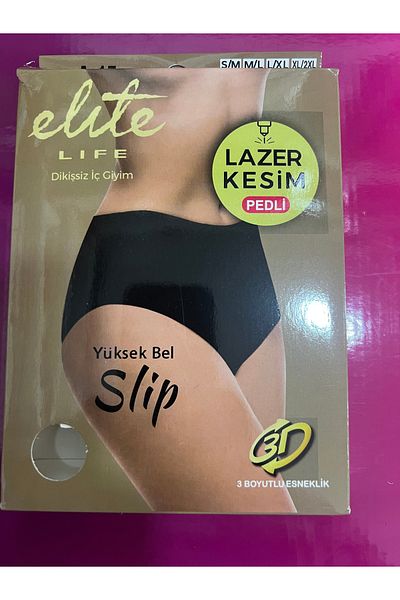 S/M M/L L/XL XL/2XL
elite
LIFE
Dikişsiz İç Giyim
LAZER
KESİM
PEDLİ
Yüksek Bel
Slip
3D
3 BOYUTLU ESNEKLİK